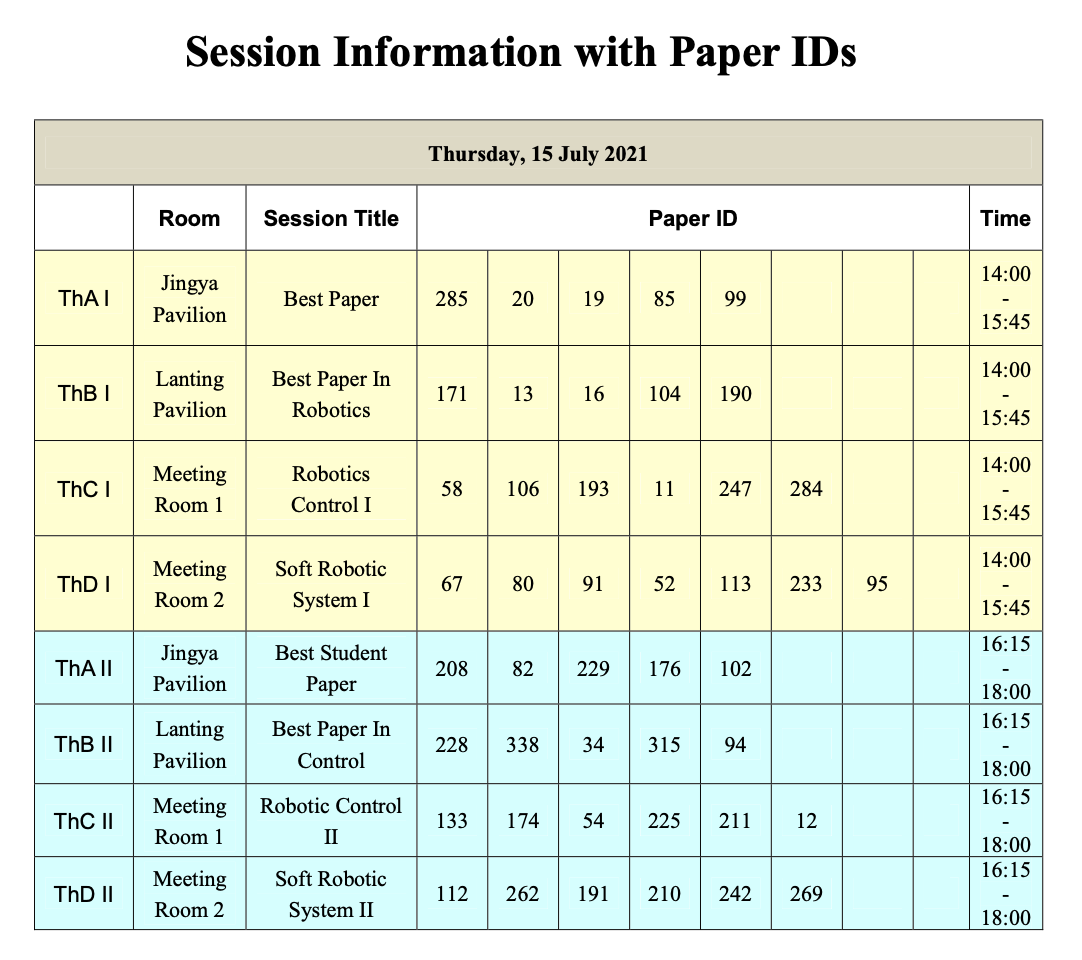 Session Information with Paper IDs
Thursday, 15 July 2021
Room Session Title Paper ID Time
ThA I Jingya Pavilion Best Paper 285 20 19 85 99 14:00 - 15:45
ThB I Lanting Pavilion Best Paper In Robotics 171 13 16 104 190 14:00 - 15:45
ThC I Meeting Room 1 Robotics Control I 58 106 193 11 247 284 14:00 - 15:45
ThD I Meeting Room 2 Soft Robotic System I 67 80 91 52 113 233 95 14:00 - 15:45
ThA II Jingya Pavilion Best Student Paper 208 82 229 176 102 16:15 - 18:00
ThB II Lanting Pavilion Best Paper In Control 228 338 34 315 94 16:15 - 18:00
ThC II Meeting Room 1 Robotic Control II 133 174 54 225 211 12 16:15 - 18:00
ThD II Meeting Room 2 Soft Robotic System II 112 262 191 210 242 269 16:15 - 18:00